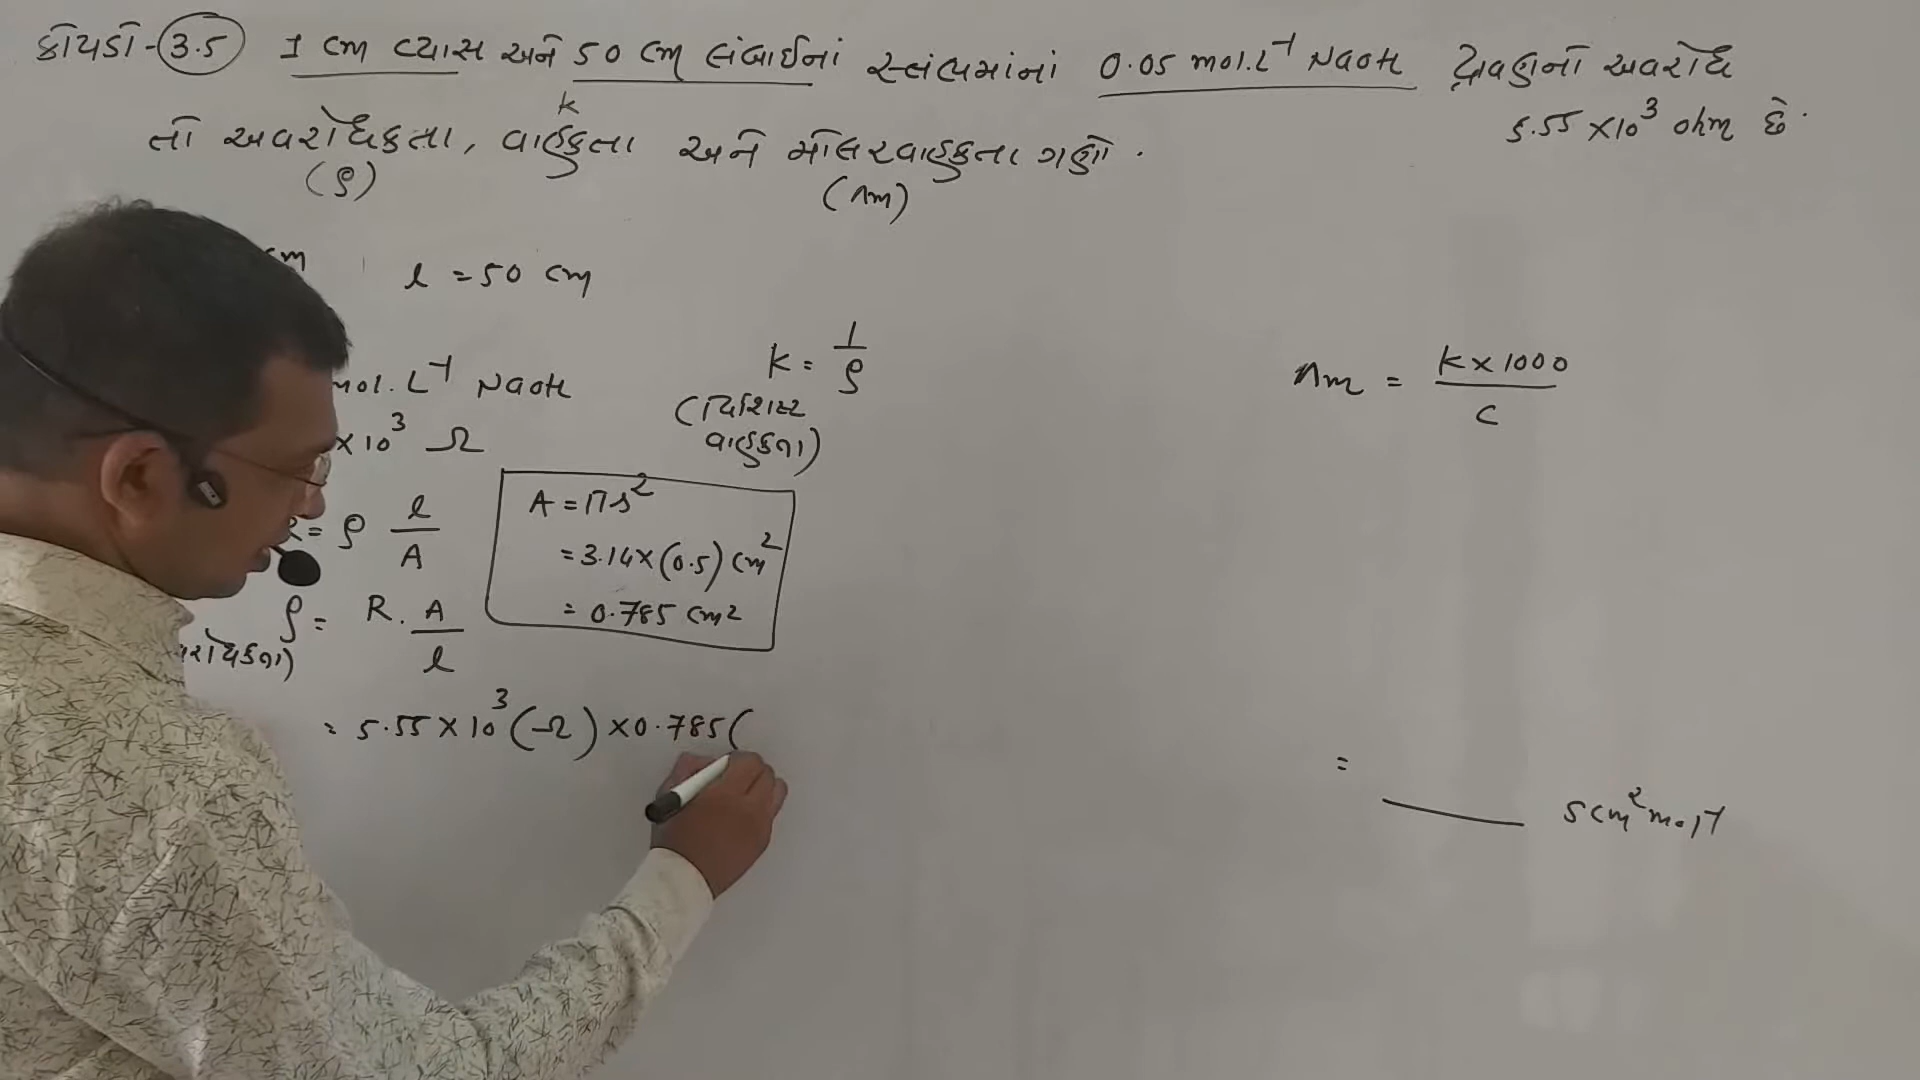 કોયડો-3.5 1 cm વ્યાસ અને 50 cm લંબાઈનાં સ્તંભમાંનાં 0.05 mol.L⁻¹ NaOH દ્રાવણનો અવરોધ
5.55 ×10³ ohm છે.
k
તો અવરોધકતા, વાહકતા અને મોલરવાહકતા ગણો.
(ρ) (Λm)
cm l = 50 cm
k = 1/ρ
Λm = k × 1000 / C
mol. L⁻¹ NaOH
(વિશિષ્ટ
વાહકતા)
×10³ Ω
A = πr²
= 3.14×(0.5) cm²
= 0.785 cm²
R = ρ l/A
ρ = R. A/l
રોધકતા)
= 5.55 × 10³ (Ω) × 0.785 (
=
____ S cm² mol⁻¹